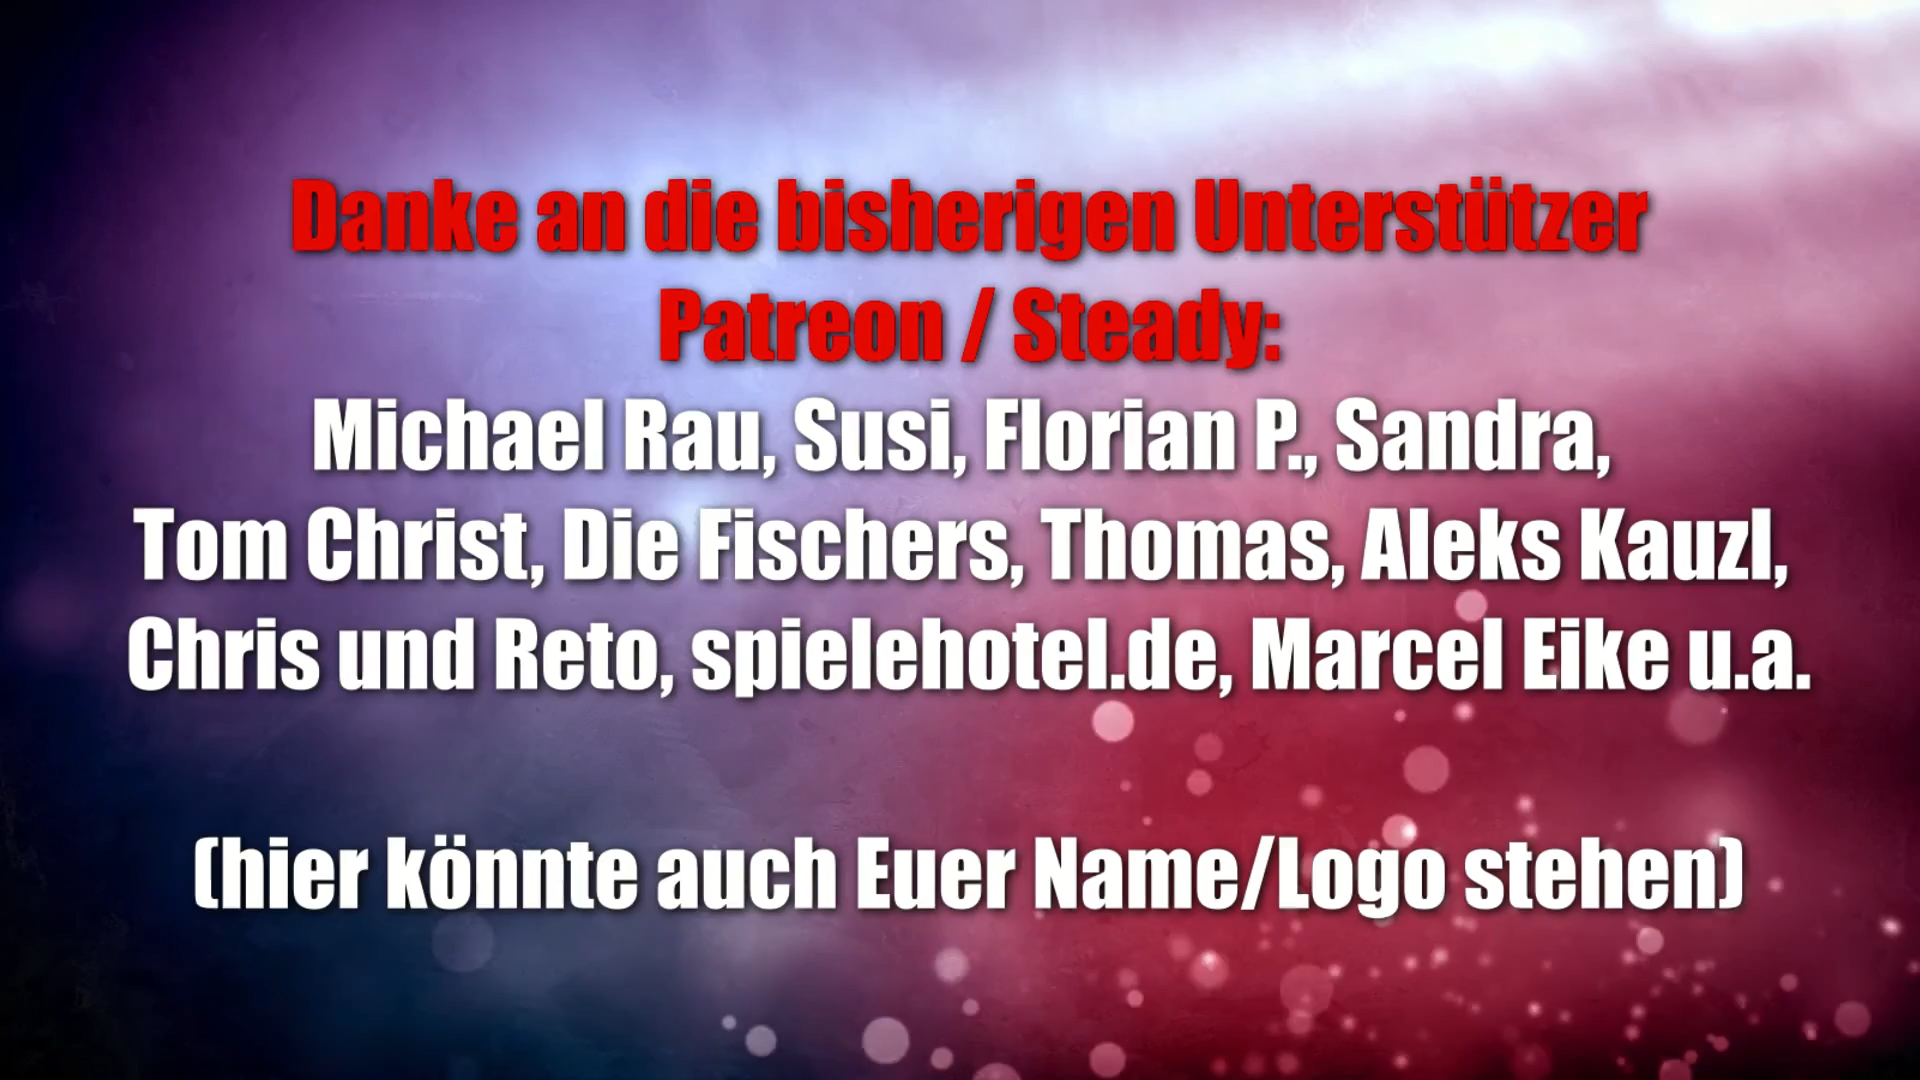 Danke an die bisherigen Unterstützer
Patreon / Steady:
Michael Rau, Susi, Florian P., Sandra,
Tom Christ, Die Fischers, Thomas, Aleks Kauzl,
Chris und Reto, spielehotel.de, Marcel Eike u.a.
(hier könnte auch Euer Name/Logo stehen)